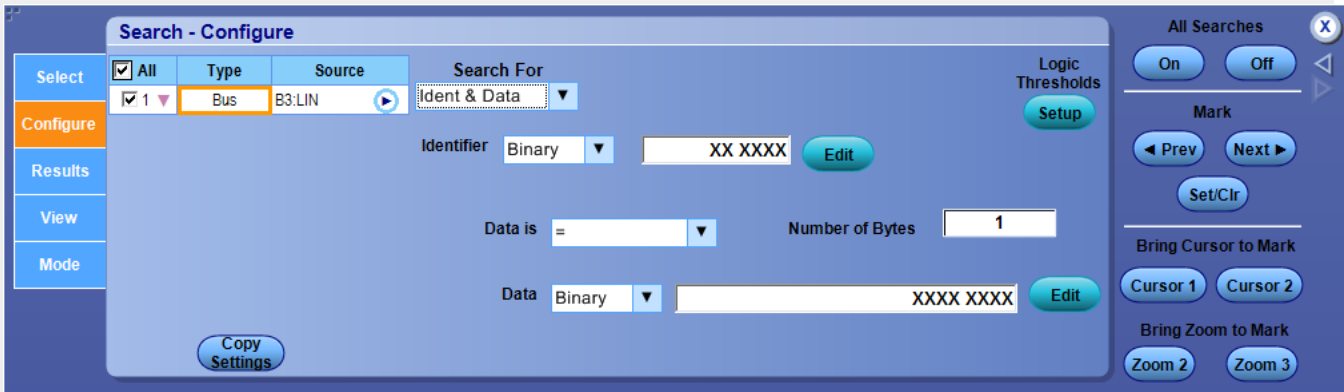 Search - Configure
All Searches
X
On Off
Select
Configure
Results
View
Mode
All Type Source
1 Bus B3:LIN
Search For
Ident & Data
Logic
Thresholds
Setup
Identifier Binary XX XXXX Edit
Data is = Number of Bytes 1
Data Binary XXXX XXXX Edit
Copy
Settings
Mark
Prev Next
Set/Clr
Bring Cursor to Mark
Cursor 1 Cursor 2
Bring Zoom to Mark
Zoom 2 Zoom 3